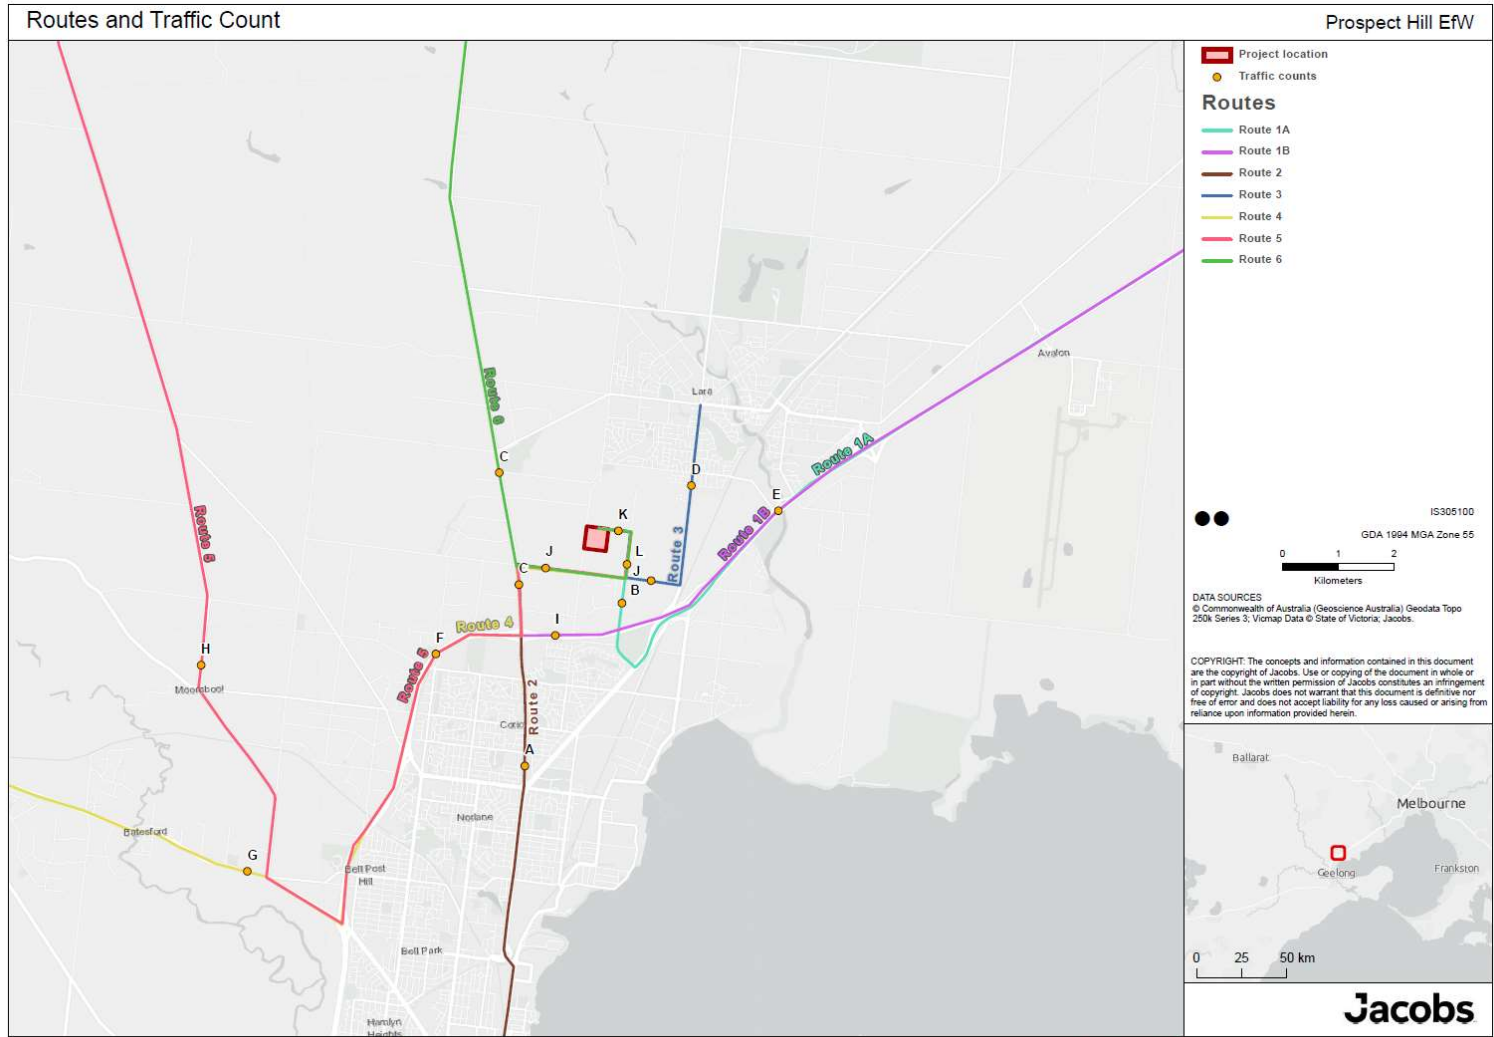 Routes and Traffic Count
Prospect Hill EfW
Project location
Traffic counts
Routes
Route 1A
Route 1B
Route 2
Route 3
Route 4
Route 5
Route 6
Avalon
Lara
Route 6
Route 1A
C
D
E
Route 5
K
Route 1B
Route 3
J
L
C
J
B
Route 4
I
F
H
Route 5
Moorabool
Route 2
Corio
A
Norlane
Batesford
G
Bell Post
Hill
Bell Park
Hamlyn
Heights
IS305100
GDA 1994 MGA Zone 55
0 1 2
Kilometers
DATA SOURCES
© Commonwealth of Australia (Geoscience Australia) Geodata Topo
250k Series 3; Vicmap Data © State of Victoria; Jacobs.
COPYRIGHT: The concepts and information contained in this document
are the copyright of Jacobs. Use or copying of the document in whole or
in part without the written permission of Jacobs constitutes an infringement
of copyright. Jacobs does not warrant that this document is definitive nor
free of error and does not accept liability for any loss caused or arising from
reliance upon information provided herein.
Ballarat
Melbourne
Geelong
Frankston
0 25 50 km
Jacobs